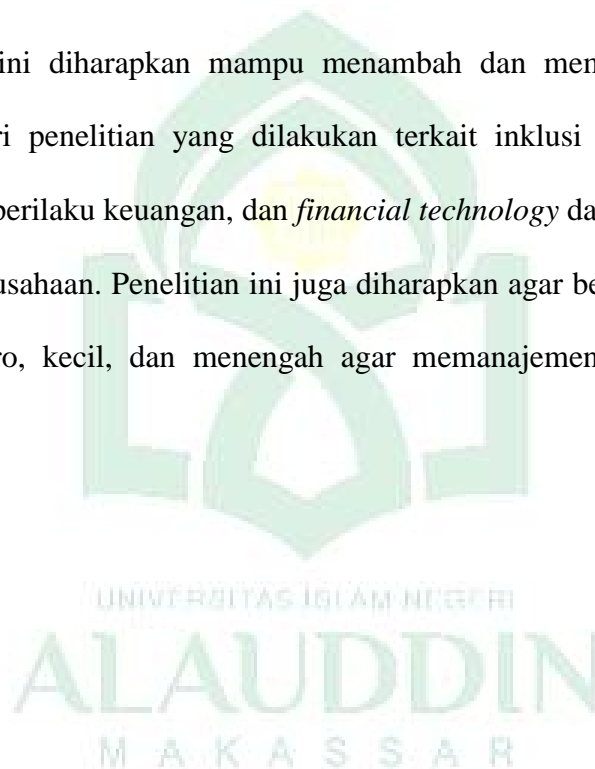 ini diharapkan mampu menambah dan men
ri penelitian yang dilakukan terkait inklusi
perilaku keuangan, dan financial technology da
usahaan. Penelitian ini juga diharapkan agar be
ro, kecil, dan menengah agar memanajemen
UNIVERSITAS ISLAM NEGERI
ALAUDDIN
MAKASSAR